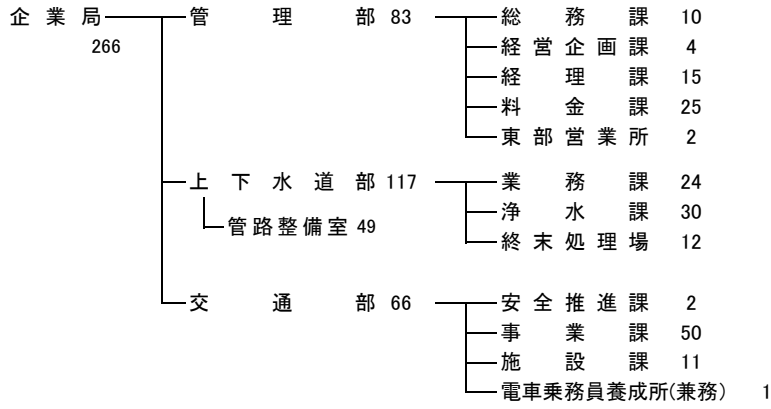 企業局 管理部 83 総務課 10
266 経営企画課 4
経理課 15
料金課 25
東部営業所 2
上下水道部 117 業務課 24
浄水課 30
管路整備室 49
終末処理場 12
交通部 66 安全推進課 2
事業課 50
施設課 11
電車乗務員養成所(兼務) 1